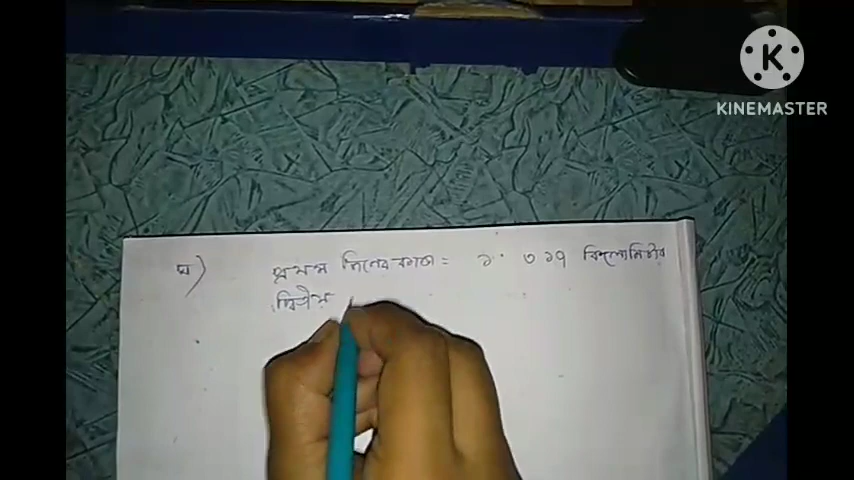 KINEMASTER
ঘ) প্রথম দিনের কাজ = ১.৩১৭ কিলোমিটার
দ্বিতীয়